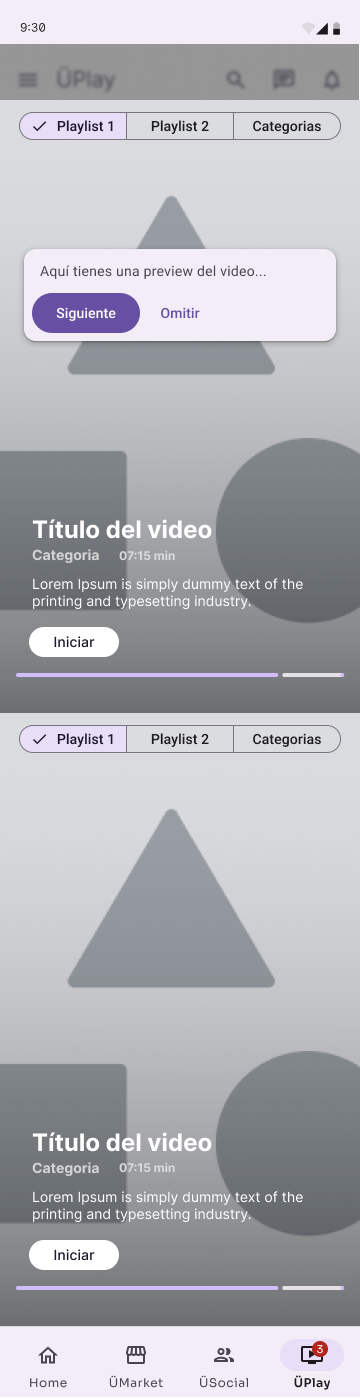 9:30
ÜPlay
Playlist 1 Playlist 2 Categorias
Aquí tienes una preview del video...
Siguiente Omitir
Título del video
Categoria 07:15 min
Lorem Ipsum is simply dummy text of the
printing and typesetting industry.
Iniciar
Playlist 1 Playlist 2 Categorias
Título del video
Categoria 07:15 min
Lorem Ipsum is simply dummy text of the
printing and typesetting industry.
Iniciar
3
Home ÜMarket ÜSocial ÜPlay